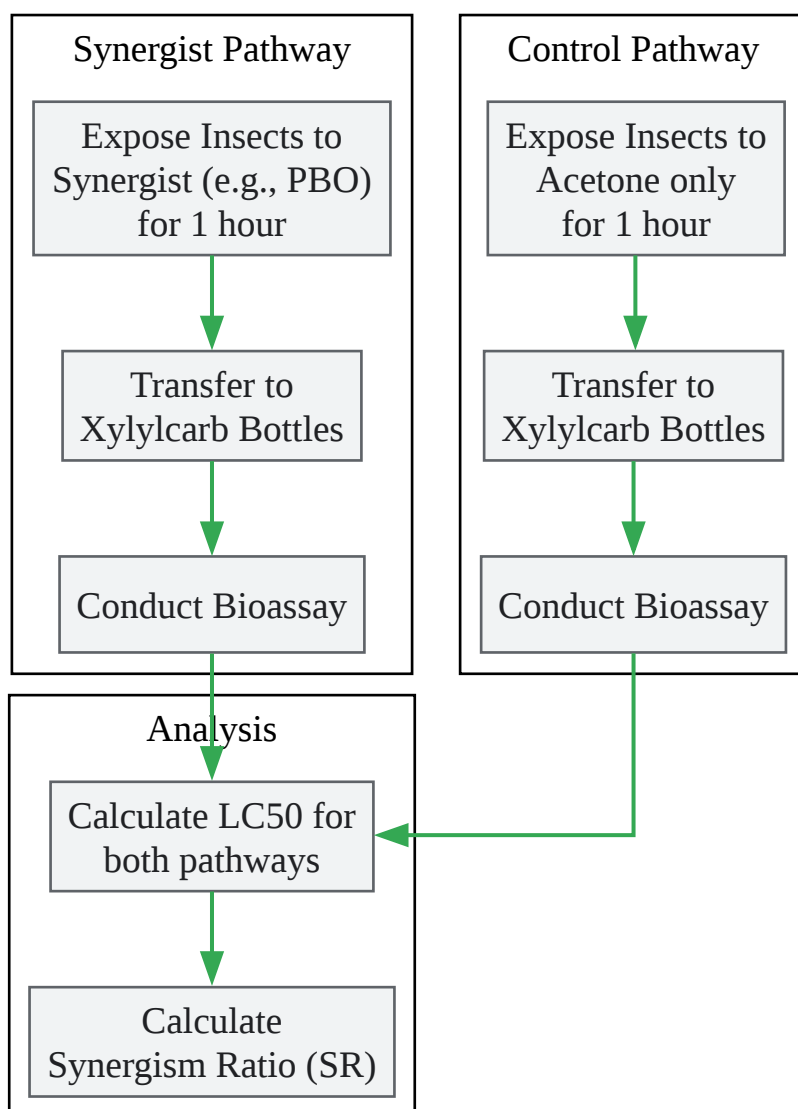 Synergist Pathway
Expose Insects to
Synergist (e.g., PBO)
for 1 hour
Transfer to
Xylylcarb Bottles
Conduct Bioassay
Control Pathway
Expose Insects to
Acetone only
for 1 hour
Transfer to
Xylylcarb Bottles
Conduct Bioassay
Analysis
Calculate LC50 for
both pathways
Calculate
Synergism Ratio (SR)